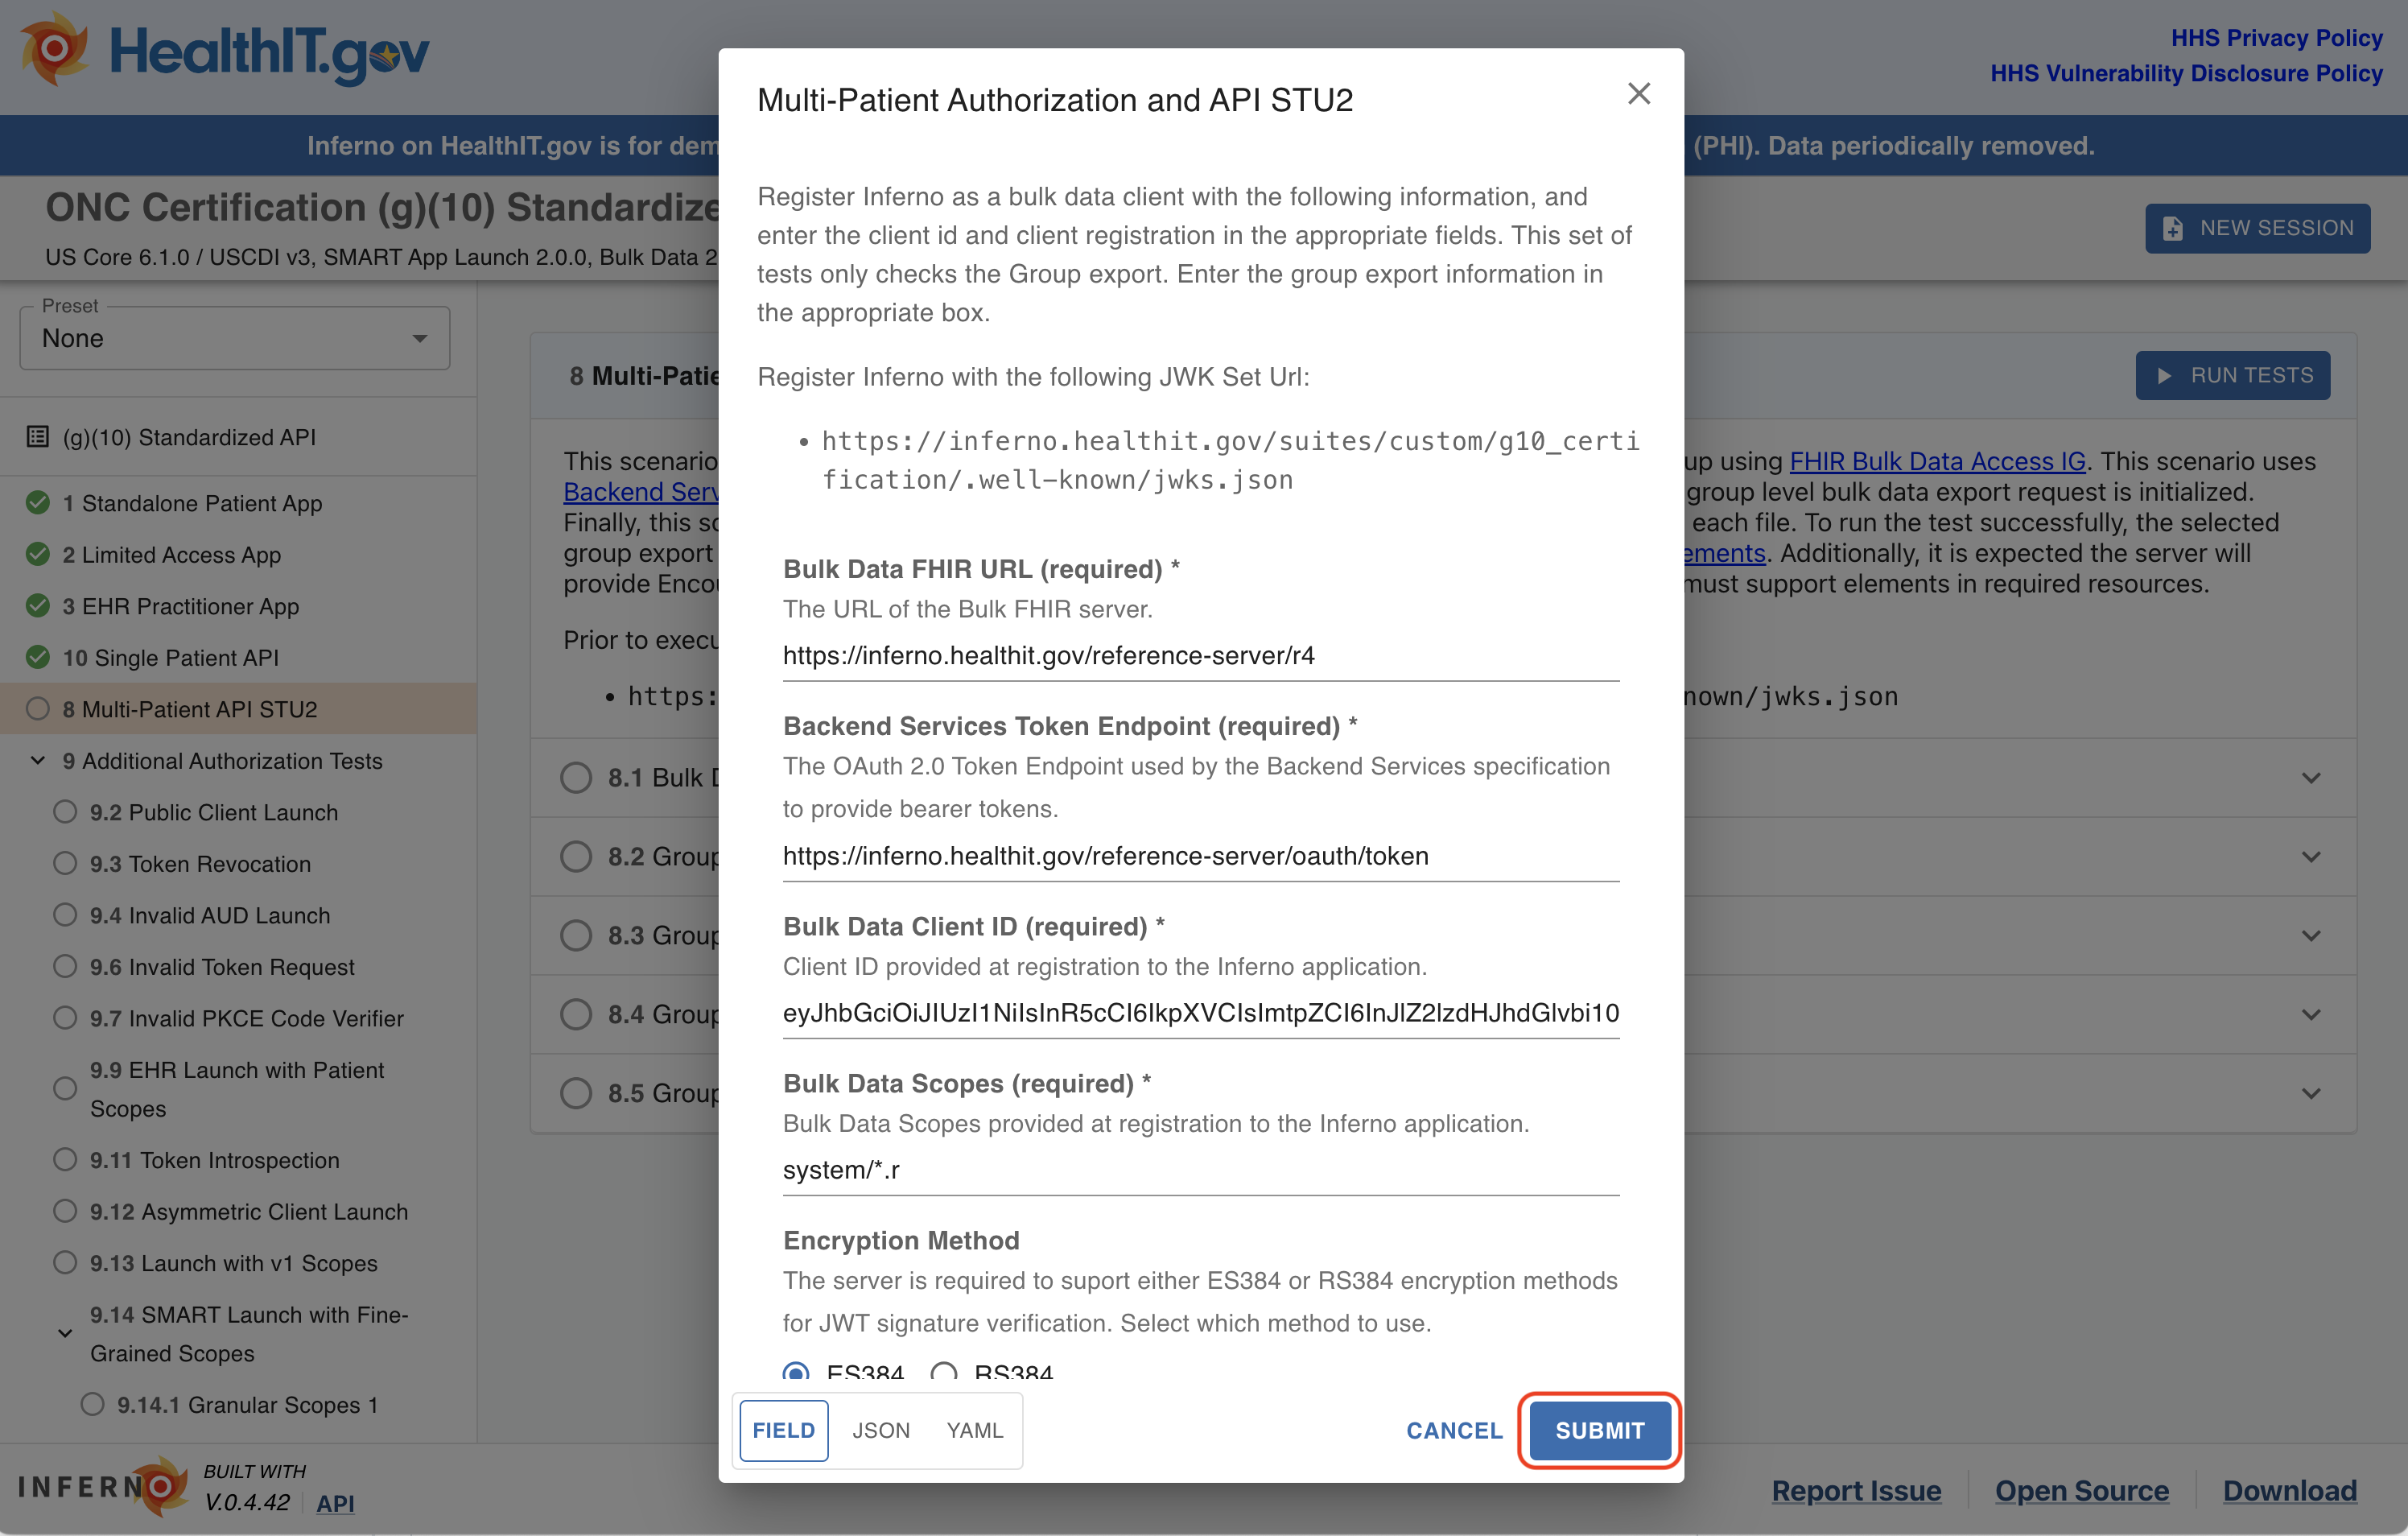 HealthIT.gov
HHS Privacy Policy
HHS Vulnerability Disclosure Policy
Inferno on HealthIT.gov is for dem
(PHI). Data periodically removed.
ONC Certification (g)(10) Standardize
US Core 6.1.0 / USCDI v3, SMART App Launch 2.0.0, Bulk Data 2
NEW SESSION
Preset
None
(g)(10) Standardized API
1 Standalone Patient App
2 Limited Access App
3 EHR Practitioner App
10 Single Patient API
8 Multi-Patient API STU2
9 Additional Authorization Tests
9.2 Public Client Launch
9.3 Token Revocation
9.4 Invalid AUD Launch
9.6 Invalid Token Request
9.7 Invalid PKCE Code Verifier
9.9 EHR Launch with Patient
Scopes
9.11 Token Introspection
9.12 Asymmetric Client Launch
9.13 Launch with v1 Scopes
9.14 SMART Launch with Fine-
Grained Scopes
9.14.1 Granular Scopes 1
8 Multi-Patie
RUN TESTS
This scenario
up using FHIR Bulk Data Access IG. This scenario uses
Backend Serv
group level bulk data export request is initialized.
Finally, this sc
each file. To run the test successfully, the selected
group export
ements. Additionally, it is expected the server will
provide Encou
must support elements in required resources.
Prior to execu
• https:
nown/jwks.json
8.1 Bulk D
8.2 Group
8.3 Group
8.4 Group
8.5 Group
Multi-Patient Authorization and API STU2
Register Inferno as a bulk data client with the following information, and
enter the client id and client registration in the appropriate fields. This set of
tests only checks the Group export. Enter the group export information in
the appropriate box.
Register Inferno with the following JWK Set Url:
• https://inferno.healthit.gov/suites/custom/g10_certi
fication/.well-known/jwks.json
Bulk Data FHIR URL (required) *
The URL of the Bulk FHIR server.
https://inferno.healthit.gov/reference-server/r4
Backend Services Token Endpoint (required) *
The OAuth 2.0 Token Endpoint used by the Backend Services specification
to provide bearer tokens.
https://inferno.healthit.gov/reference-server/oauth/token
Bulk Data Client ID (required) *
Client ID provided at registration to the Inferno application.
eyJhbGciOiJIUzI1NiIsInR5cCI6IkpXVCIsImtpZCI6InJlZ2lzdHJhdGlvbi10
Bulk Data Scopes (required) *
Bulk Data Scopes provided at registration to the Inferno application.
system/*.r
Encryption Method
The server is required to suport either ES384 or RS384 encryption methods
for JWT signature verification. Select which method to use.
ES384 RS384
FIELD JSON YAML
CANCEL SUBMIT
INFERNO
BUILT WITH
V.0.4.42
API
Report Issue
Open Source
Download